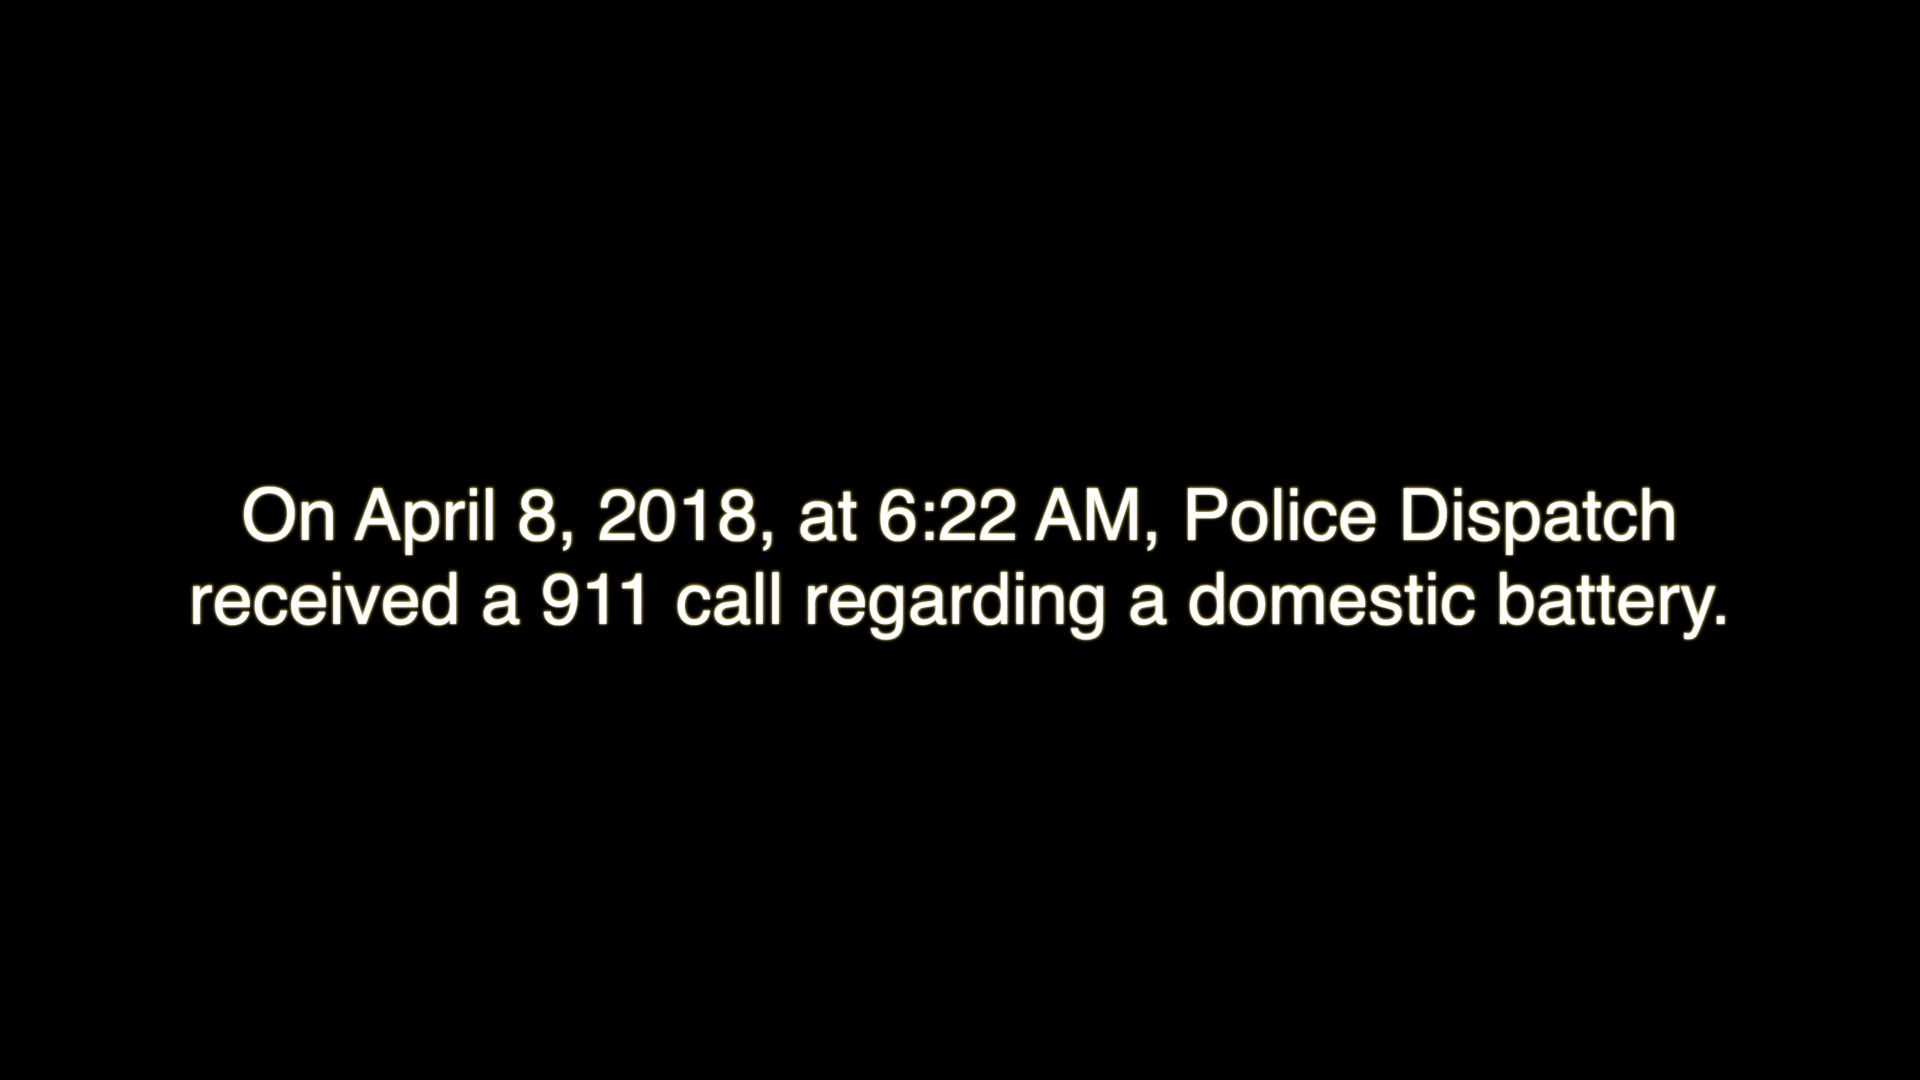 On April 8, 2018, at 6:22 AM, Police Dispatch
received a 911 call regarding a domestic battery.